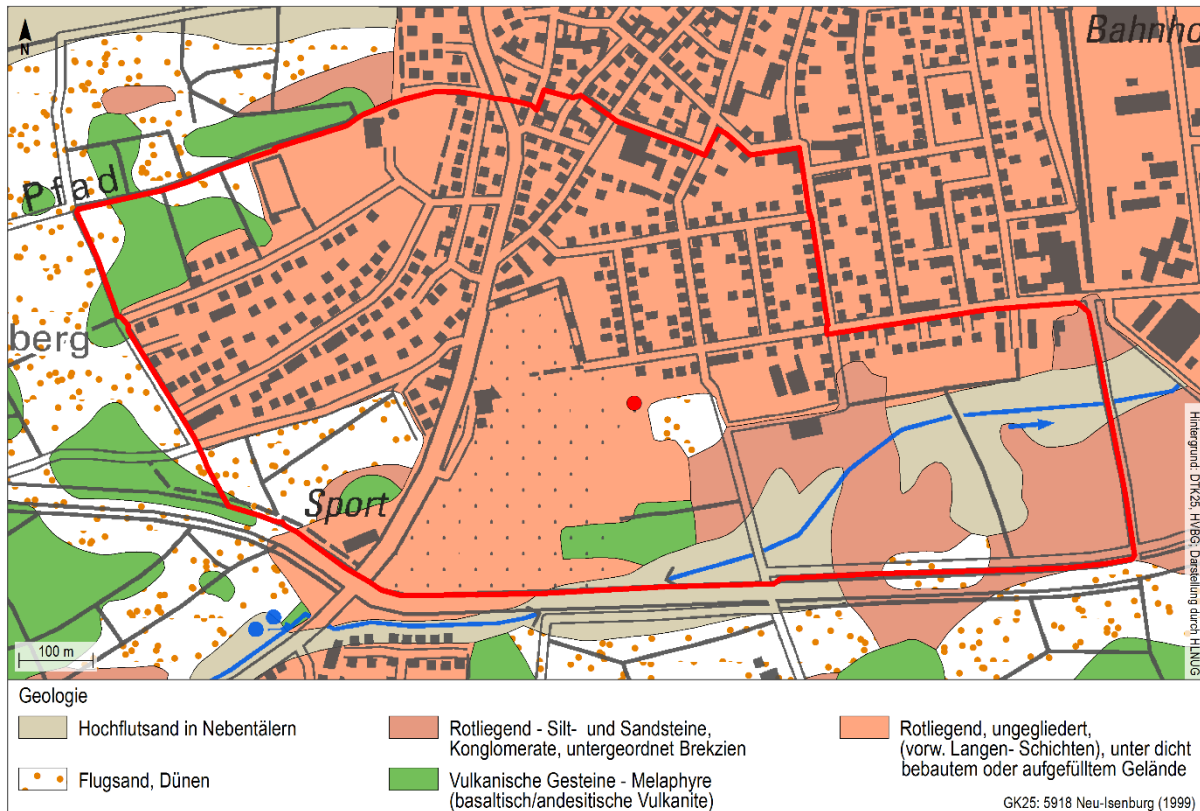 N
Bahnho
Pfad
berg
Sport
100 m
Hintergrund: DTK25, HVBG; Darstellung durch HLNUG
Geologie
Hochflutsand in Nebentälern
Flugsand, Dünen
Rotliegend - Silt- und Sandsteine,
Konglomerate, untergeordnet Brekzien
Vulkanische Gesteine - Melaphyre
(basaltisch/andesitische Vulkanite)
Rotliegend, ungegliedert,
(vorw. Langen- Schichten), unter dicht
bebautem oder aufgefülltem Gelände
GK25: 5918 Neu-Isenburg (1999)